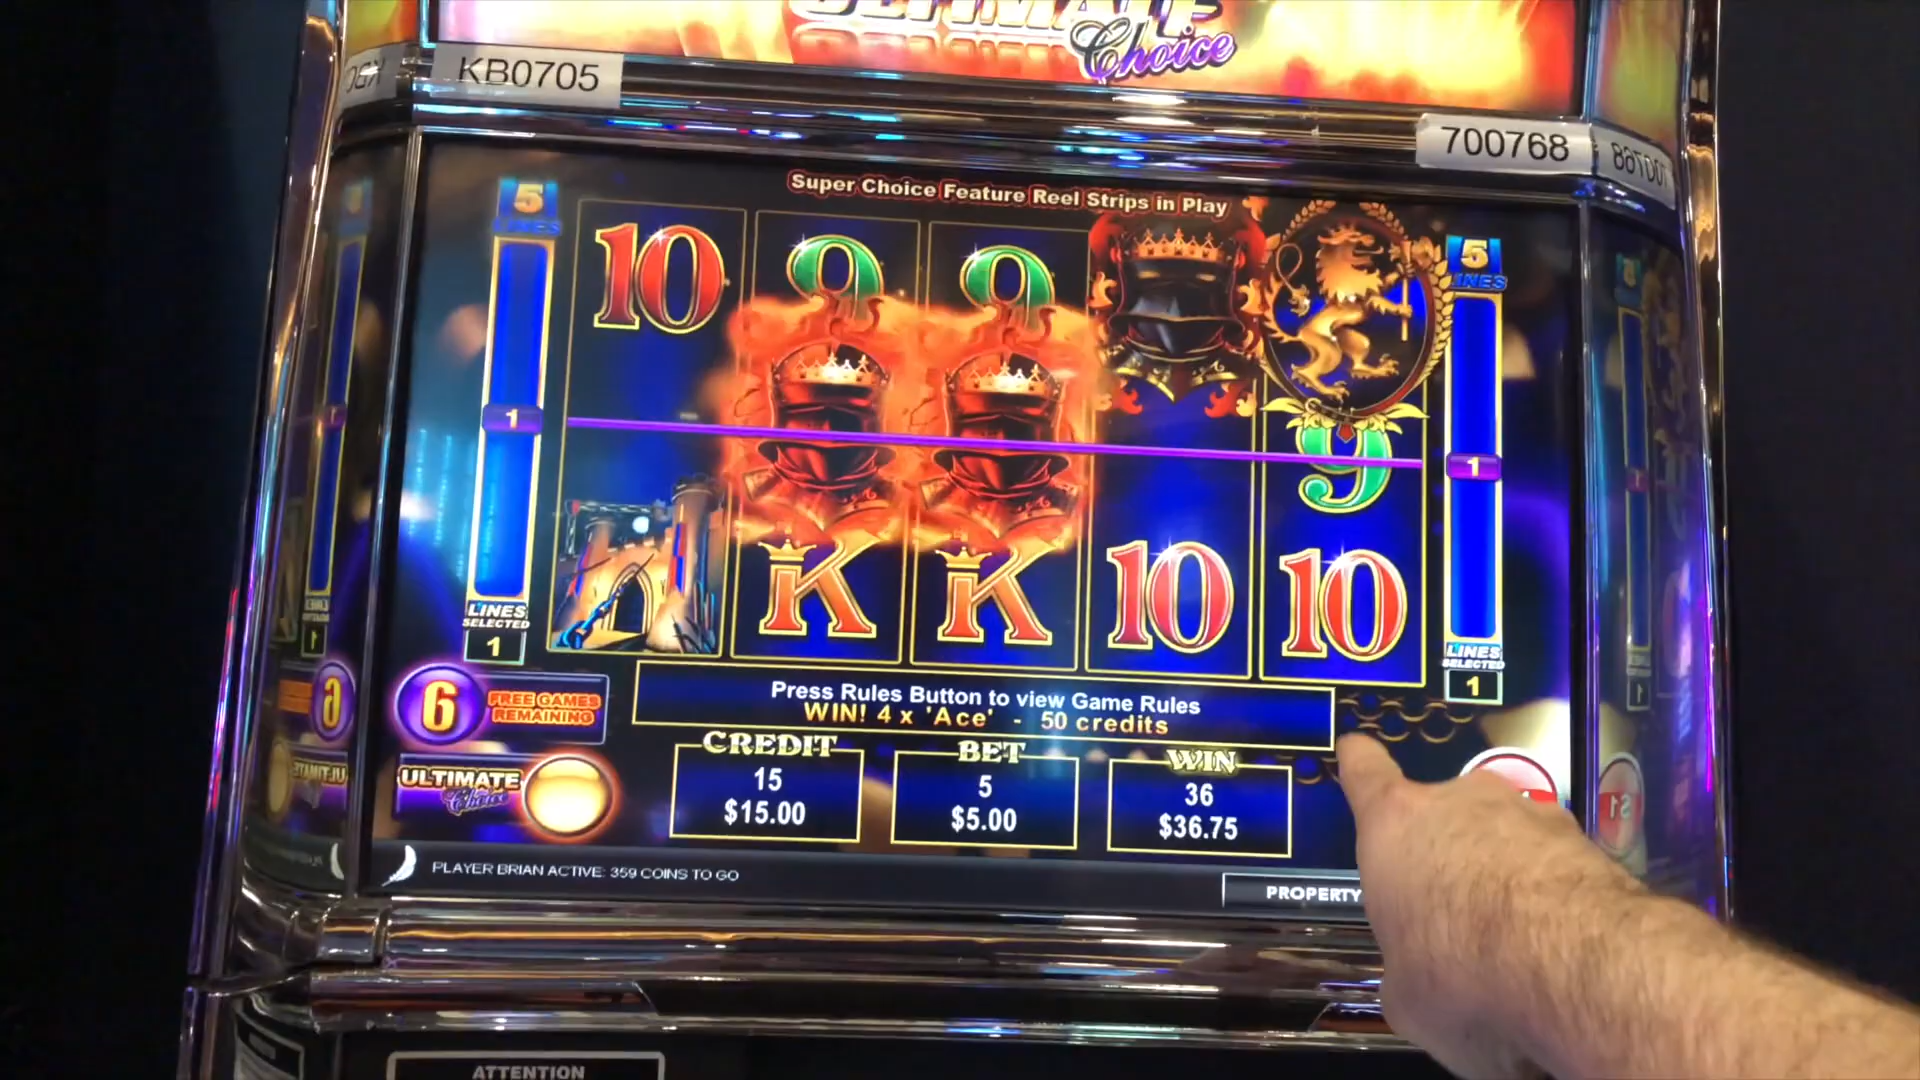 ULTIMATE
Choice
KB0705
700768
Super Choice Feature Reel Strips in Play
5
LINES
5
LINES
10
9
9
1
9
1
K
K
10
10
LINES
SELECTED
1
LINES
SELECTED
1
6
FREE GAMES
REMAINING
Press Rules Button to view Game Rules
WIN! 4 x 'Ace' - 50 credits
ULTIMATE
Choice
CREDIT
15
$15.00
BET
5
$5.00
WIN
36
$36.75
PLAYER BRIAN ACTIVE: 359 COINS TO GO
PROPERTY
ATTENTION